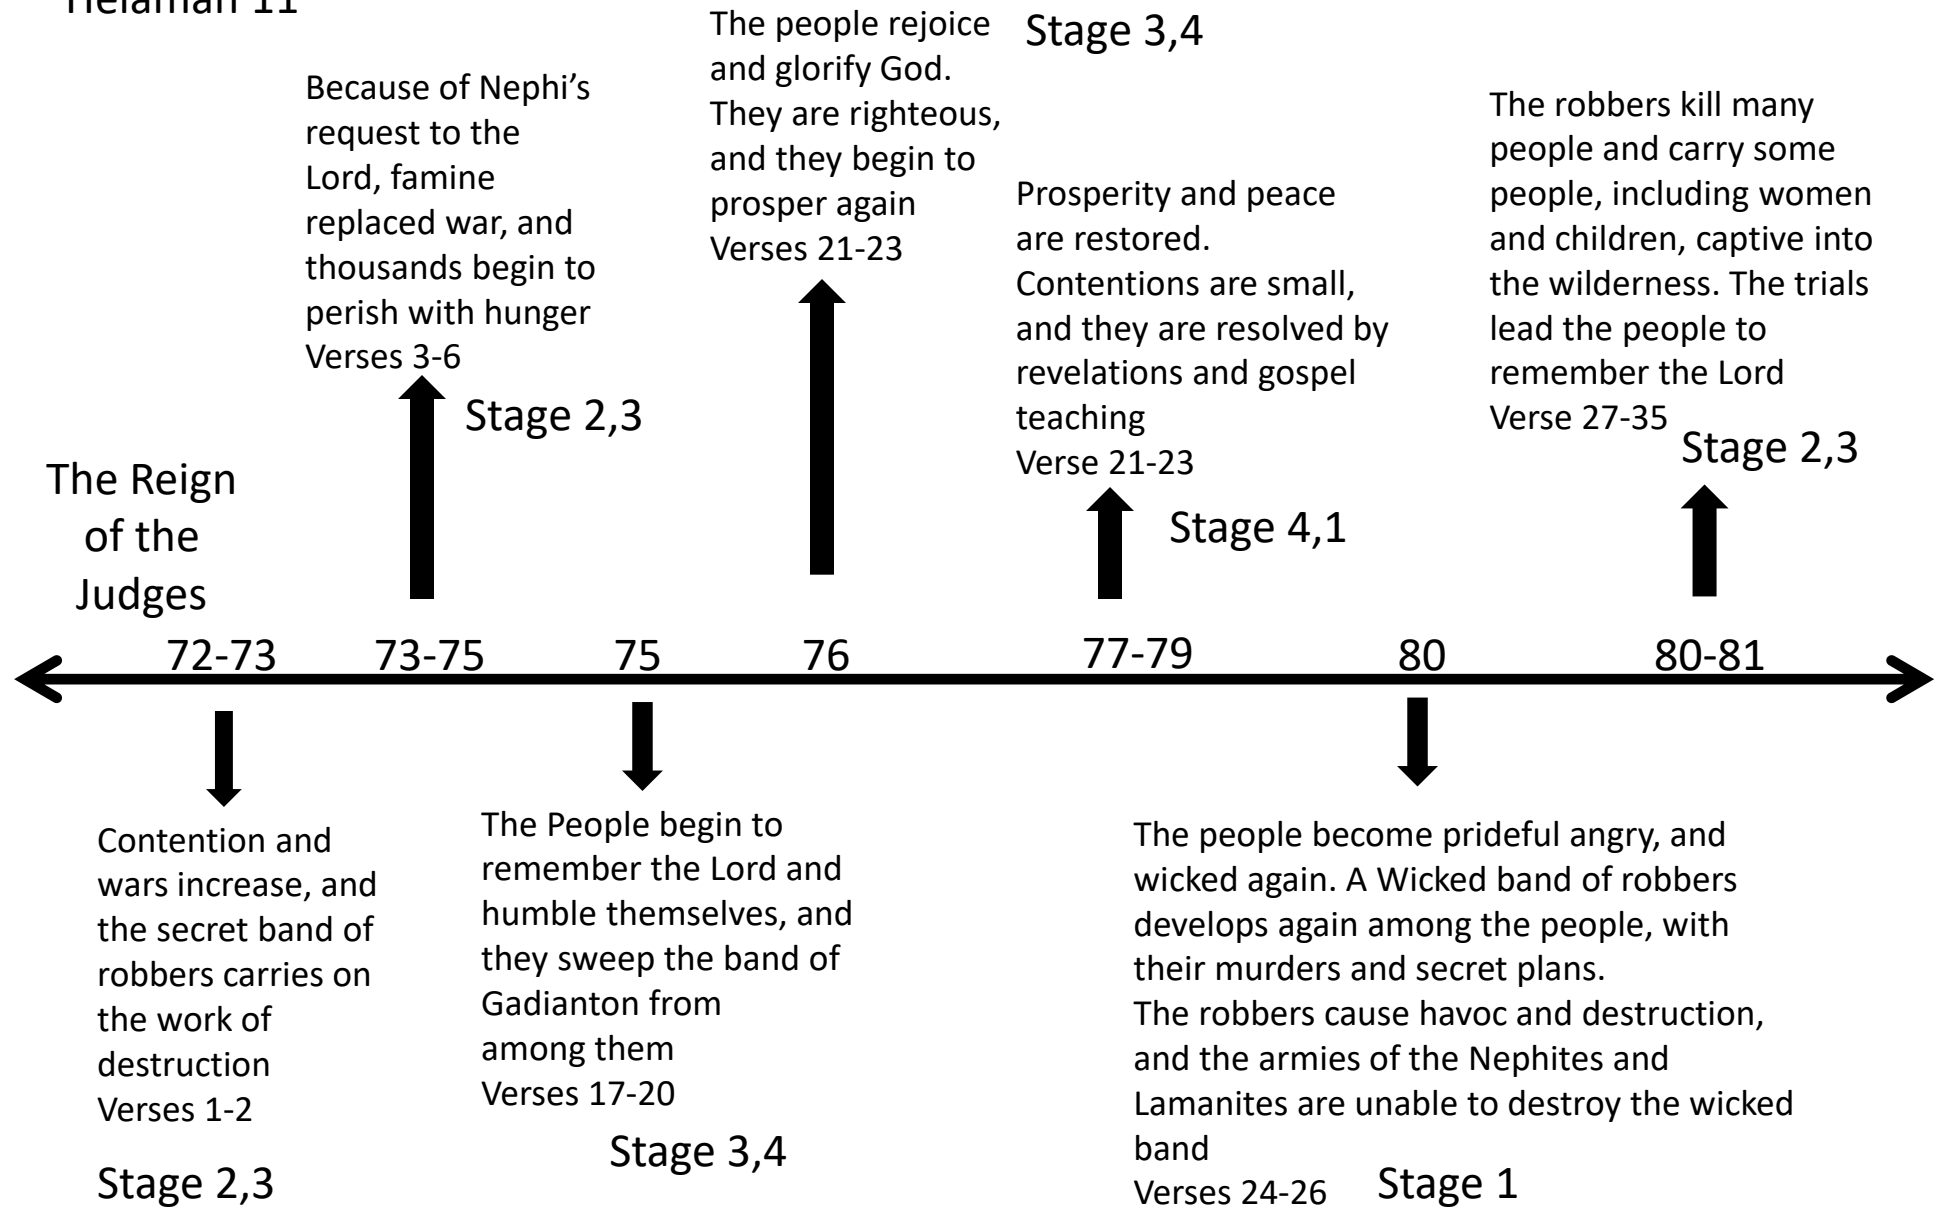 Helaman 11
Because of Nephi's
request to the
Lord, famine
replaced war, and
thousands begin to
perish with hunger
Verses 3-6
Stage 2,3
The people rejoice
and glorify God.
They are righteous,
and they begin to
prosper again
Verses 21-23
Stage 3,4
Prosperity and peace
are restored.
Contentions are small,
and they are resolved by
revelations and gospel
teaching
Verse 21-23
Stage 4,1
The robbers kill many
people and carry some
people, including women
and children, captive into
the wilderness. The trials
lead the people to
remember the Lord
Verse 27-35
Stage 2,3
The Reign
of the
Judges
72-73 73-75 75 76 77-79 80 80-81
Contention and
wars increase, and
the secret band of
robbers carries on
the work of
destruction
Verses 1-2
Stage 2,3
The People begin to
remember the Lord and
humble themselves, and
they sweep the band of
Gadianton from
among them
Verses 17-20
Stage 3,4
The people become prideful angry, and
wicked again. A Wicked band of robbers
develops again among the people, with
their murders and secret plans.
The robbers cause havoc and destruction,
and the armies of the Nephites and
Lamanites are unable to destroy the wicked
band
Verses 24-26
Stage 1